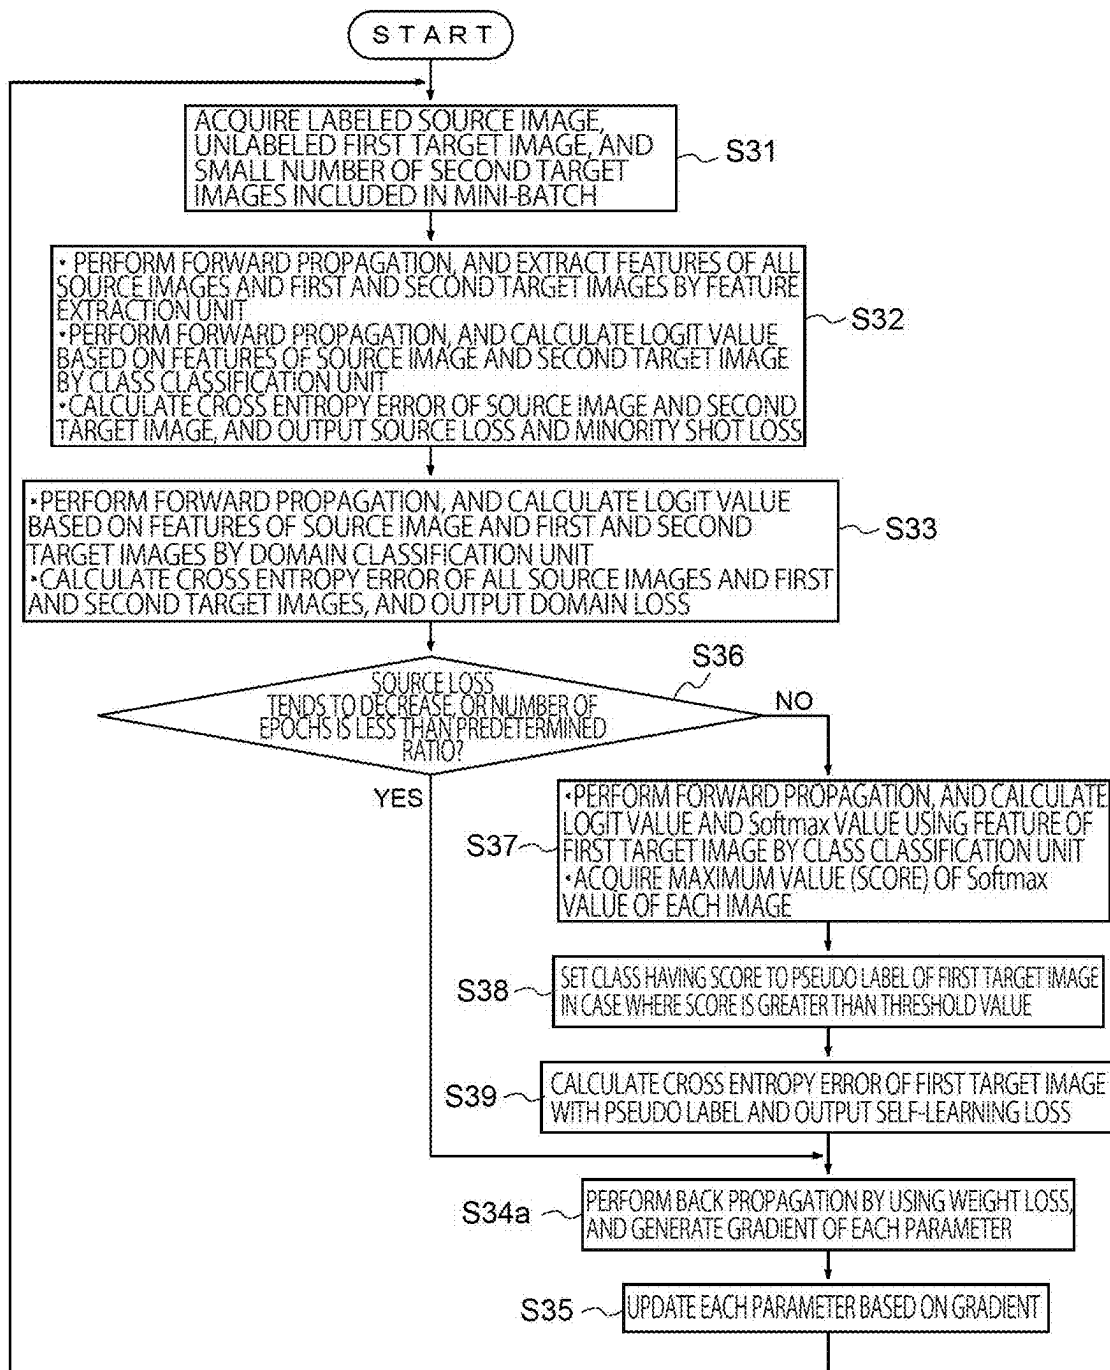 START
ACQUIRE LABELED SOURCE IMAGE,
UNLABELED FIRST TARGET IMAGE, AND
SMALL NUMBER OF SECOND TARGET
IMAGES INCLUDED IN MINI-BATCH
S31
• PERFORM FORWARD PROPAGATION, AND EXTRACT FEATURES OF ALL
SOURCE IMAGES AND FIRST AND SECOND TARGET IMAGES BY FEATURE
EXTRACTION UNIT
•PERFORM FORWARD PROPAGATION, AND CALCULATE LOGIT VALUE
BASED ON FEATURES OF SOURCE IMAGE AND SECOND TARGET IMAGE
BY CLASS CLASSIFICATION UNIT
•CALCULATE CROSS ENTROPY ERROR OF SOURCE IMAGE AND SECOND
TARGET IMAGE, AND OUTPUT SOURCE LOSS AND MINORITY SHOT LOSS
S32
•PERFORM FORWARD PROPAGATION, AND CALCULATE LOGIT VALUE
BASED ON FEATURES OF SOURCE IMAGE AND FIRST AND SECOND
TARGET IMAGES BY DOMAIN CLASSIFICATION UNIT
•CALCULATE CROSS ENTROPY ERROR OF ALL SOURCE IMAGES AND FIRST
AND SECOND TARGET IMAGES, AND OUTPUT DOMAIN LOSS
S33
S36
SOURCE LOSS
TENDS TO DECREASE, OR NUMBER OF
EPOCHS IS LESS THAN PREDETERMINED
RATIO?
NO
YES
•PERFORM FORWARD PROPAGATION, AND CALCULATE
LOGIT VALUE AND Softmax VALUE USING FEATURE OF
FIRST TARGET IMAGE BY CLASS CLASSIFICATION UNIT
•ACQUIRE MAXIMUM VALUE (SCORE) OF Softmax
VALUE OF EACH IMAGE
S37
SET CLASS HAVING SCORE TO PSEUDO LABEL OF FIRST TARGET IMAGE
IN CASE WHERE SCORE IS GREATER THAN THRESHOLD VALUE
S38
CALCULATE CROSS ENTROPY ERROR OF FIRST TARGET IMAGE
WITH PSEUDO LABEL AND OUTPUT SELF-LEARNING LOSS
S39
PERFORM BACK PROPAGATION BY USING WEIGHT LOSS,
AND GENERATE GRADIENT OF EACH PARAMETER
S34a
UPDATE EACH PARAMETER BASED ON GRADIENT
S35